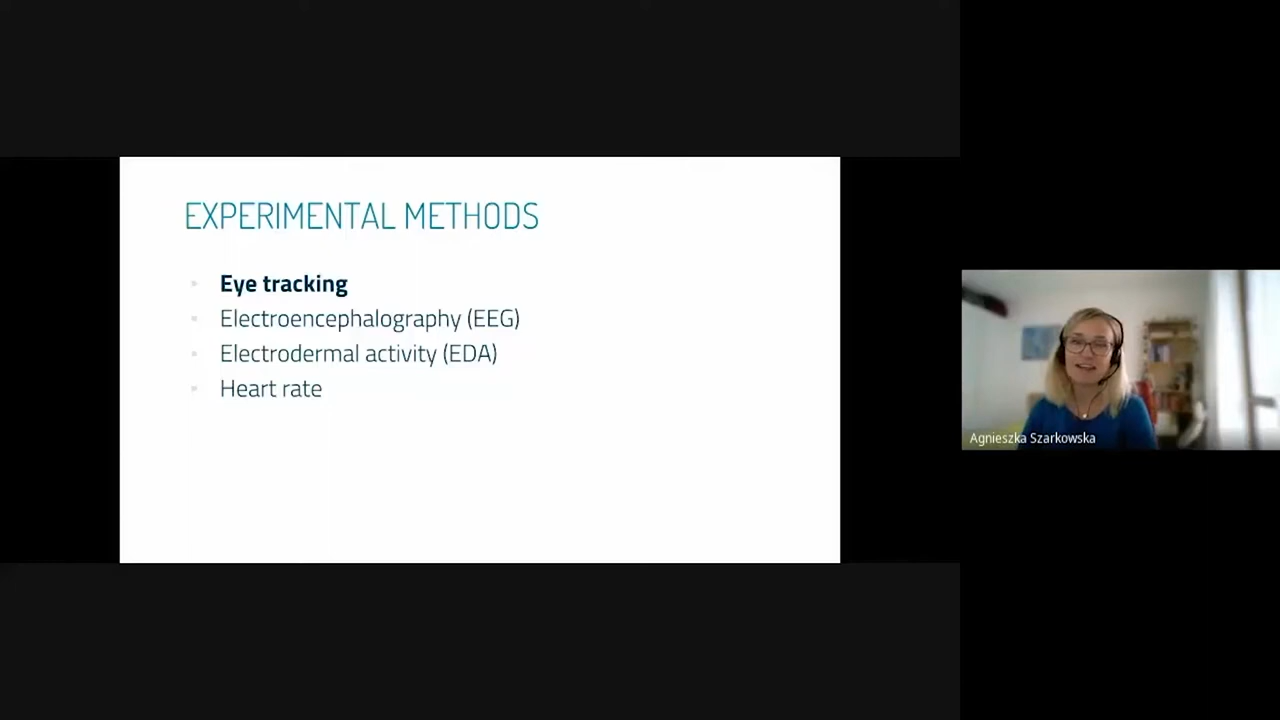 EXPERIMENTAL METHODS
Eye tracking
Electroencephalography (EEG)
Electrodermal activity (EDA)
Heart rate
Agnieszka Szarkowska